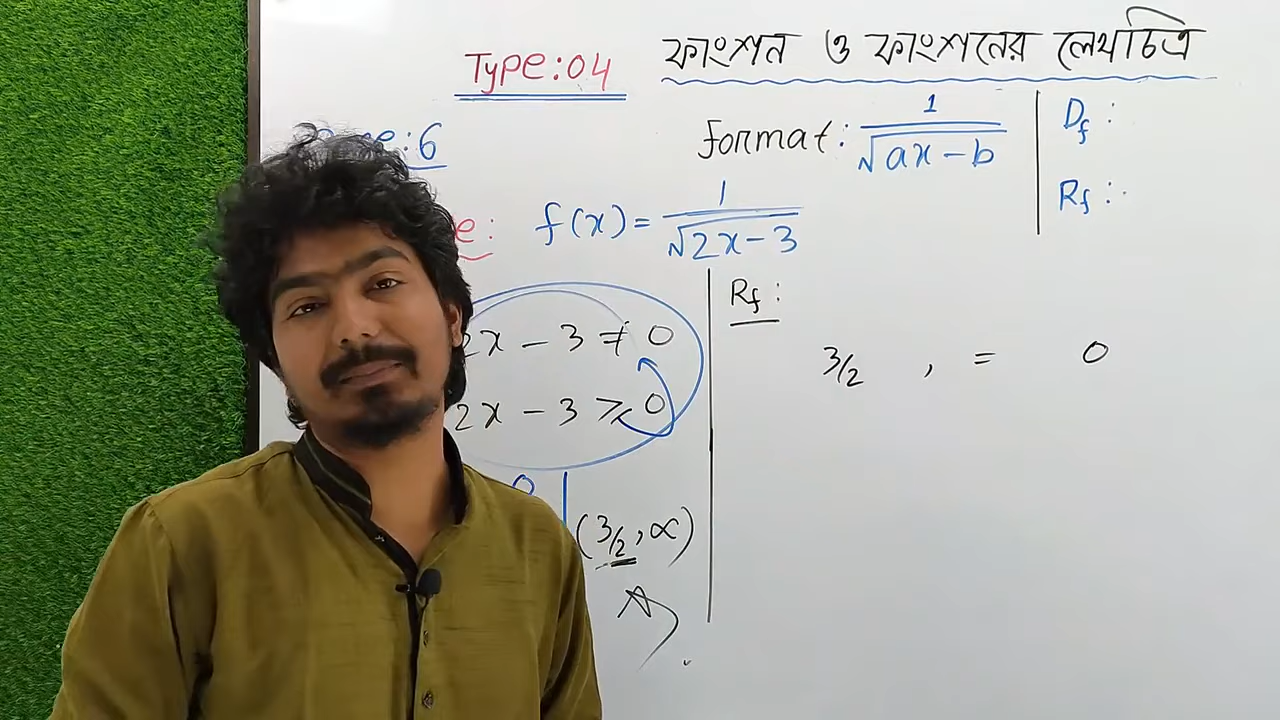 Type:04 ফাংশন ও ফাংশনের লেখচিত্র
:6
format: 1/√(ax-b)
Df:
Rf:
e: f(x) = 1/√(2x-3)
2x - 3 ≠ 0
2x - 3 ≥ 0
(3/2, ∝)
Rf:
3/2 , = 0